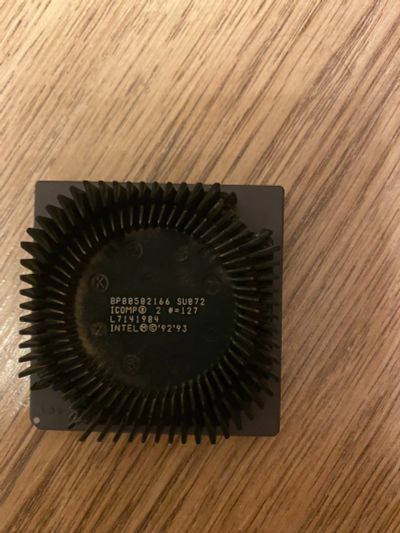 BP80502166 SU072
ICOMP® 2 #=127
L7141984
INTEL Ⓜ©'92'93